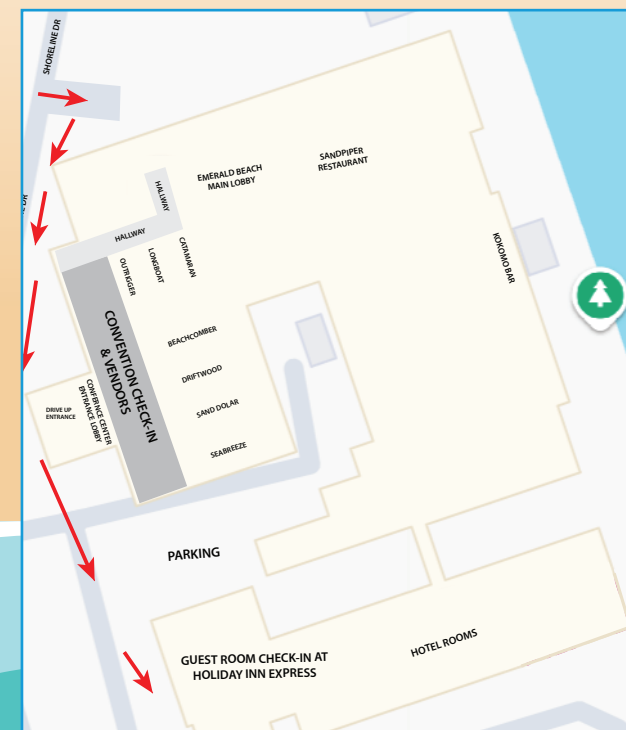 SHORELINE DR
E DR
EMERALD BEACH
MAIN LOBBY
SANDPIPER
RESTAURANT
HALLWAY
HALLWAY
OUTRIGGER
LONGBOAT
CATAMARAN
KOKOMO BAR
CONVENTION CHECK-IN
& VENDORS
BEACHCOMBER
DRIFTWOOD
SAND DOLAR
SEABREEZE
DRIVE UP
ENTRANCE
CONFERNCE CENTER
ENTRANCE LOBBY
PARKING
GUEST ROOM CHECK-IN AT
HOLIDAY INN EXPRESS
HOTEL ROOMS